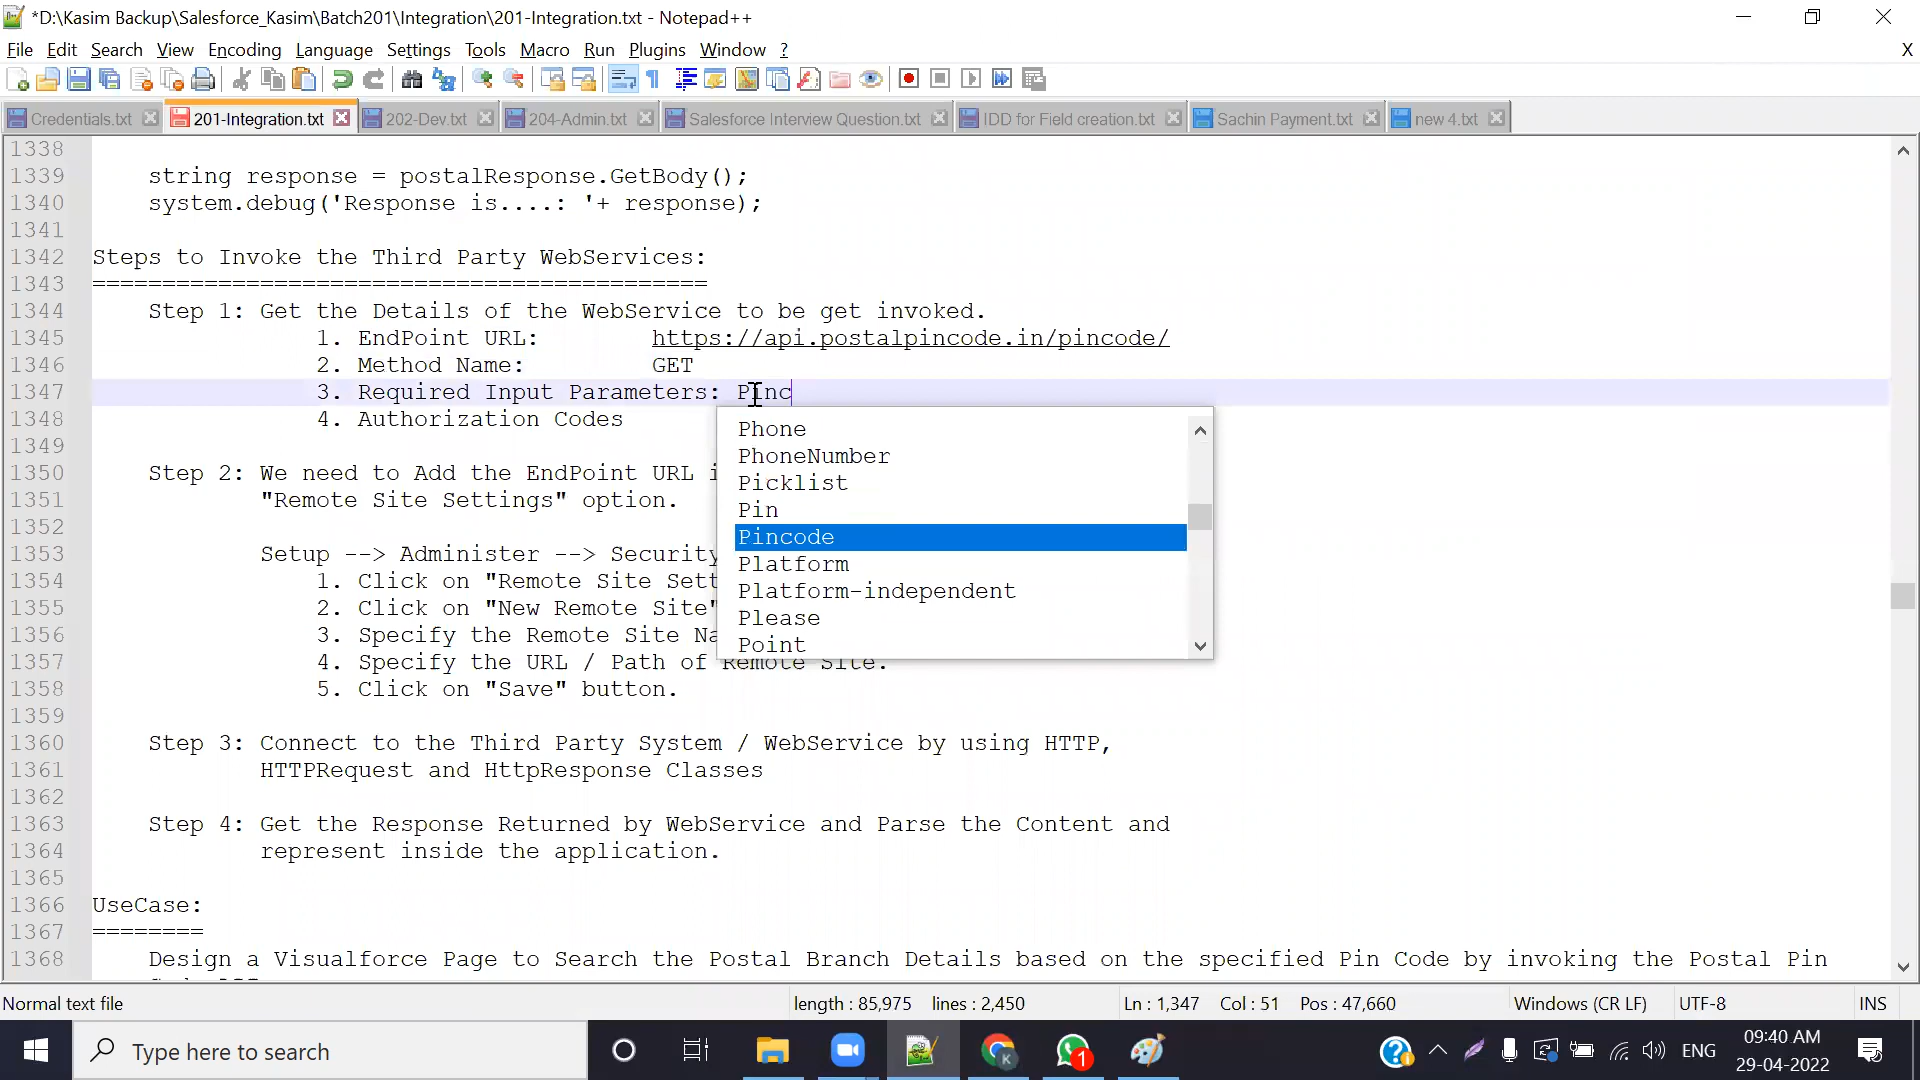 *D:\Kasim Backup\Salesforce_Kasim\Batch201\Integration\201-Integration.txt - Notepad++
File Edit Search View Encoding Language Settings Tools Macro Run Plugins Window ? X
Credentials.txt 201-Integration.txt 202-Dev.txt 204-Admin.txt Salesforce Interview Question.txt IDD for Field creation.txt Sachin Payment.txt new 4.txt
1338
1339 string response = postalResponse.GetBody();
1340 system.debug('Response is....: '+ response);
1341
1342 Steps to Invoke the Third Party WebServices:
1343 ============================================
1344 Step 1: Get the Details of the WebService to be get invoked.
1345 1. EndPoint URL: https://api.postalpincode.in/pincode/
1346 2. Method Name: GET
1347 3. Required Input Parameters: Pinc
1348 4. Authorization Codes
Phone
1349
PhoneNumber
1350 Step 2: We need to Add the EndPoint URL i
Picklist
1351 "Remote Site Settings" option.
Pin
1352
Pincode
1353 Setup --> Administer --> Security
Platform
1354 1. Click on "Remote Site Sett
Platform-independent
1355 2. Click on "New Remote Site"
Please
1356 3. Specify the Remote Site Na
Point
1357 4. Specify the URL / Path of Remote Site.
1358 5. Click on "Save" button.
1359
1360 Step 3: Connect to the Third Party System / WebService by using HTTP,
1361 HTTPRequest and HttpResponse Classes
1362
1363 Step 4: Get the Response Returned by WebService and Parse the Content and
1364 represent inside the application.
1365
1366 UseCase:
1367 ========
1368 Design a Visualforce Page to Search the Postal Branch Details based on the specified Pin Code by invoking the Postal Pin
Normal text file length : 85,975 lines : 2,450 Ln : 1,347 Col : 51 Pos : 47,660 Windows (CR LF) UTF-8 INS
Type here to search
K
1
ENG
09:40 AM
29-04-2022